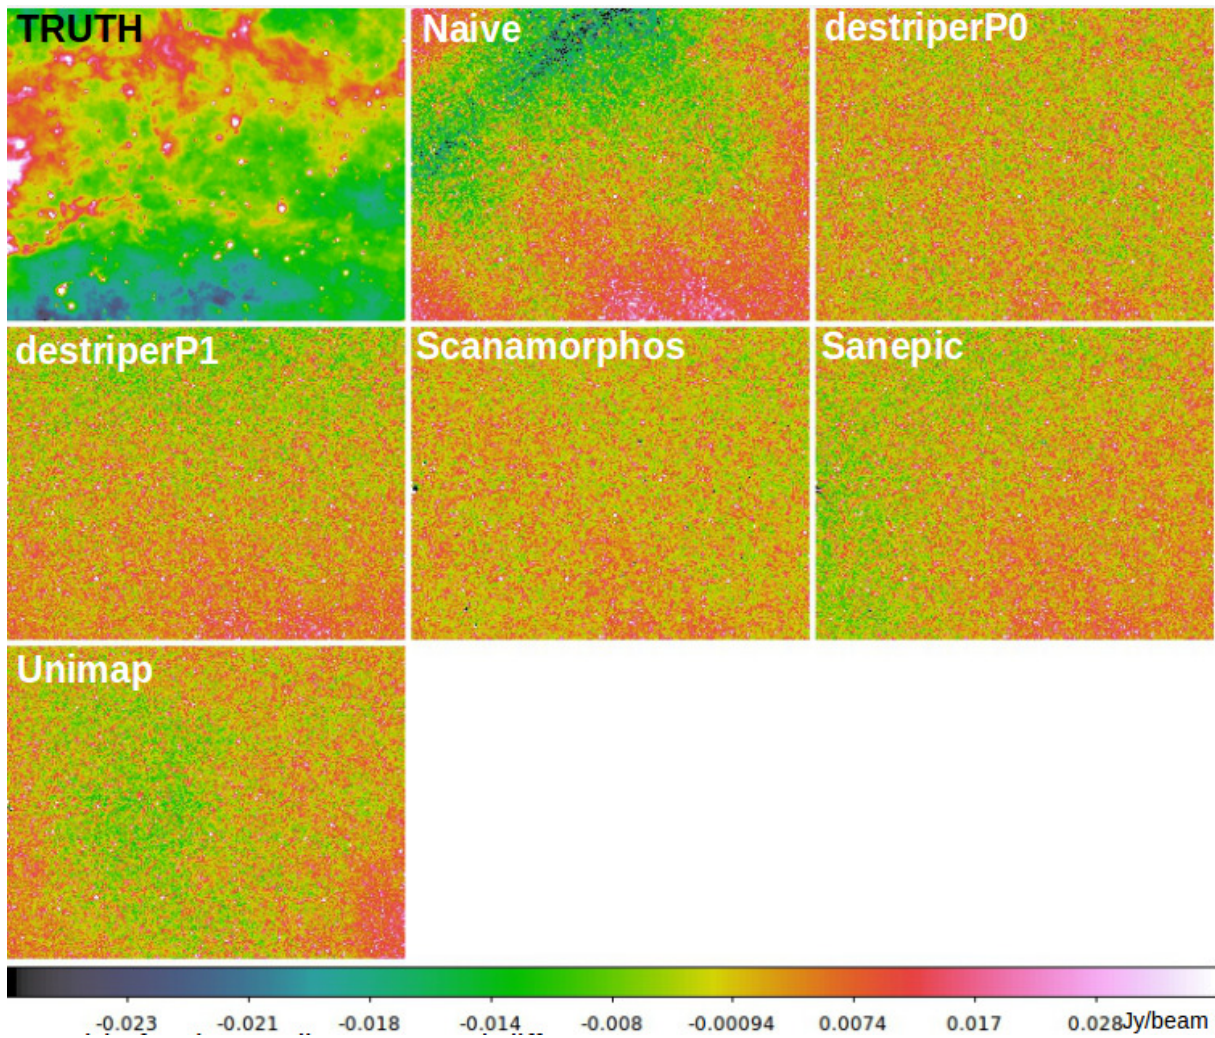 TRUTH
Naive
destriperP0
destriperP1
Scanamorphos
Sanepic
Unimap
-0.023 -0.021 -0.018 -0.014 -0.008 -0.00094 0.0074 0.017 0.028 Jy/beam